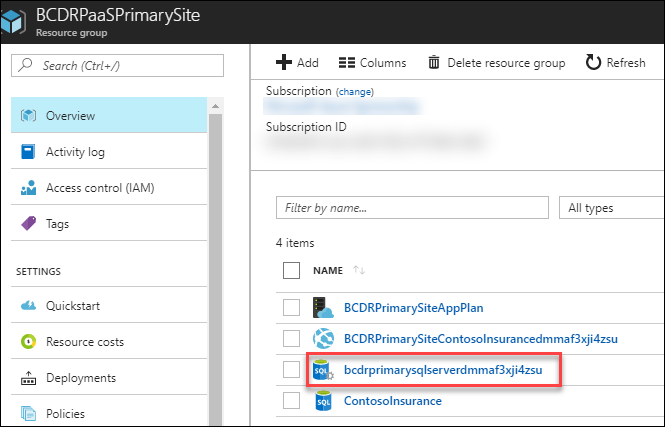 BCDRPaaSPrimarySite
Resource group
Search (Ctrl+/)
Overview
Activity log
Access control (IAM)
Tags
SETTINGS
Quickstart
Resource costs
Deployments
Policies
Add Columns Delete resource group Refresh
Subscription (change)
Subscription ID
Filter by name...
All types
4 items
NAME
BCDRPrimarySiteAppPlan
BCDRPrimarySiteContosoInsurancedmmaf3xji4zsu
SQL bcdrprimarysqlserverdmmaf3xji4zsu
SQL ContosoInsurance